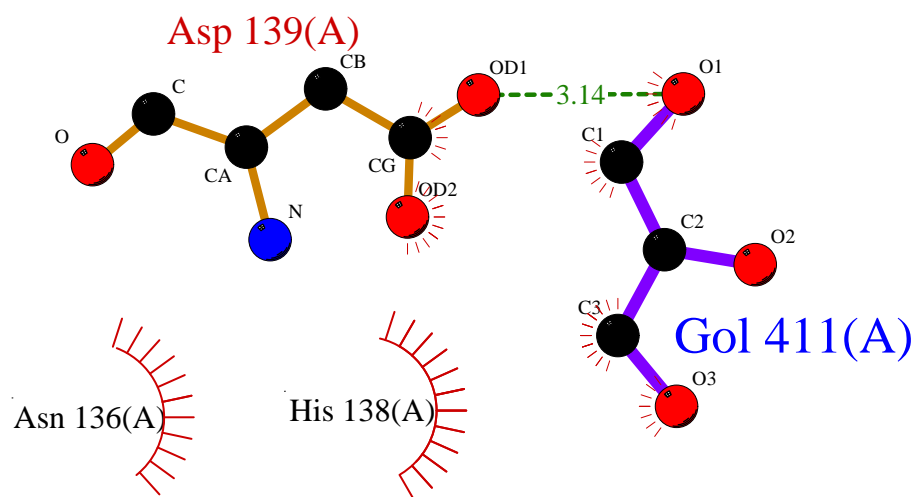 Asp 139(A)
CB
OD1
O1
C
3.14
O
C1
CA
CG
OD2
N
C2
O2
C3
Gol 411(A)
O3
Asn 136(A)
His 138(A)